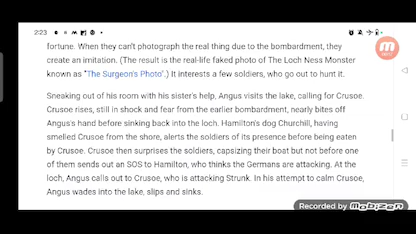 2:23
fortune. When they can't photograph the real thing due to the bombardment, they
create an imitation. (The result is the real-life faked photo of The Loch Ness Monster
known as "The Surgeon's Photo".) It interests a few soldiers, who go out to hunt it.
Sneaking out of his room with his sister's help, Angus visits the lake, calling for Crusoe.
Crusoe rises, still in shock and fear from the earlier bombardment, nearly bites off
Angus's hand before sinking back into the loch. Hamilton's dog Churchill, having
smelled Crusoe from the shore, alerts the soldiers of its presence before being eaten
by Crusoe. Crusoe then surprises the soldiers, capsizing their boat but not before one
of them sends out an SOS to Hamilton, who thinks the Germans are attacking. At the
loch, Angus calls out to Crusoe, who is attacking Strunk. In his attempt to calm Crusoe,
Angus wades into the lake, slips and sinks.
Recorded by mobizen